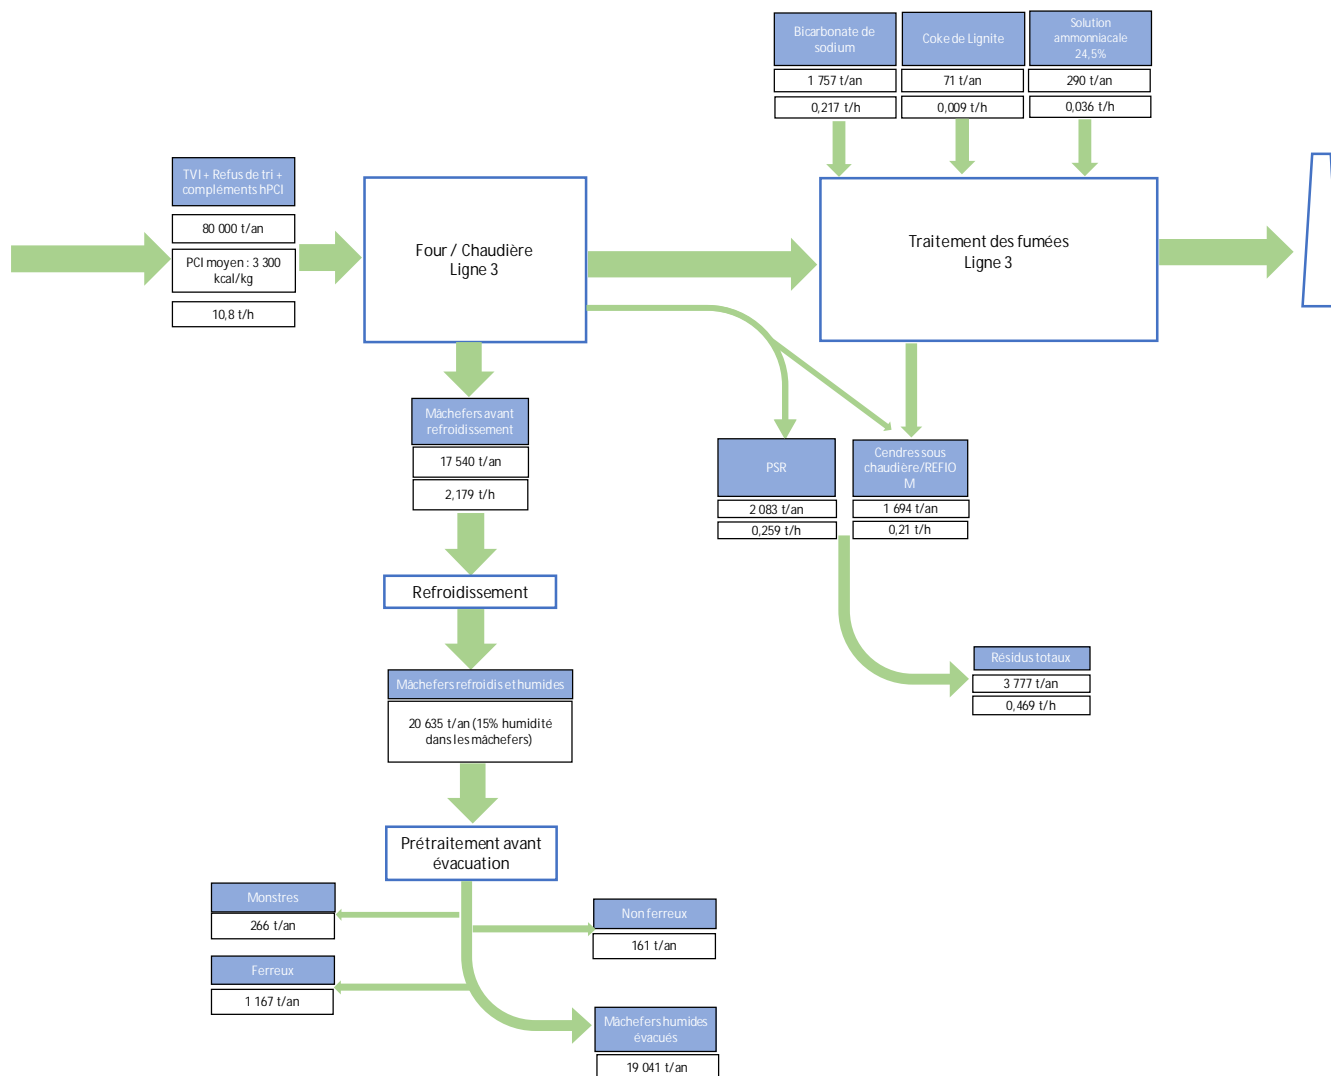 Bicarbonate de
sodium
1 757 t/an
0,217 t/h
Coke de Lignite
71 t/an
0,009 t/h
Solution
ammonniacale
24,5%
290 t/an
0,036 t/h
TVI + Refus de tri +
compléments hPCI
80 000 t/an
PCI moyen : 3 300
kcal/kg
10,8 t/h
Four / Chaudière
Ligne 3
Traitement des fumées
Ligne 3
Mâchefers avant
refroidissement
17 540 t/an
2,179 t/h
PSR
2 083 t/an
0,259 t/h
Cendres sous
chaudière/REFIO
M
1 694 t/an
0,21 t/h
Refroidissement
Résidus totaux
3 777 t/an
0,469 t/h
Mâchefers refroidis et humides
20 635 t/an (15% humidité
dans les mâchefers)
Prétraitement avant
évacuation
Monstres
266 t/an
Non ferreux
161 t/an
Ferreux
1 167 t/an
Mâchefers humides
évacués
19 041 t/an